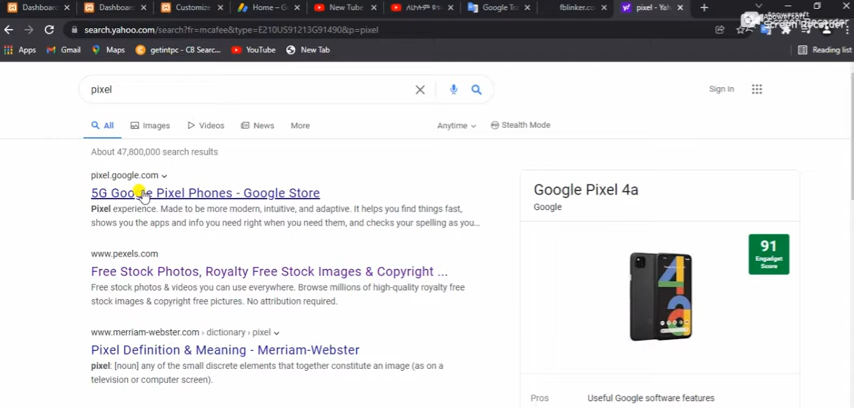 Dashboard
Dashboard
Customize
Home – G
New Tube
Google Tr
fblinker.c
pixel - Yah
Apowersoft
Screen Recorder
search.yahoo.com/search?fr=mcafee&type=E210US91213G91490&p=pixel
Apps Gmail Maps getintpc - CB Sear... YouTube New Tab Reading list
pixel
Sign In
All Images Videos News More Anytime Stealth Mode
About 47,800,000 search results
pixel.google.com
5G Google Pixel Phones - Google Store
Pixel experience. Made to be more modern, intuitive, and adaptive. It helps you find things fast,
shows you the apps and info you need right when you need them, and checks your spelling as you...
www.pexels.com
Free Stock Photos, Royalty Free Stock Images & Copyright ...
Free stock photos & videos you can use everywhere. Browse millions of high-quality royalty free
stock images & copyright free pictures. No attribution required.
www.merriam-webster.com › dictionary › pixel
Pixel Definition & Meaning - Merriam-Webster
pixel: [noun] any of the small discrete elements that together constitute an image (as on a
television or computer screen).
Google Pixel 4a
Google
91
Engadget
Score
Pros Useful Google software features